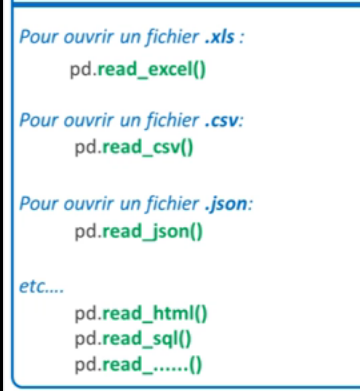 Pour ouvrir un fichier .xls :
pd.read_excel()
Pour ouvrir un fichier .csv:
pd.read_csv()
Pour ouvrir un fichier .json:
pd.read_json()
etc....
pd.read_html()
pd.read_sql()
pd.read_......()